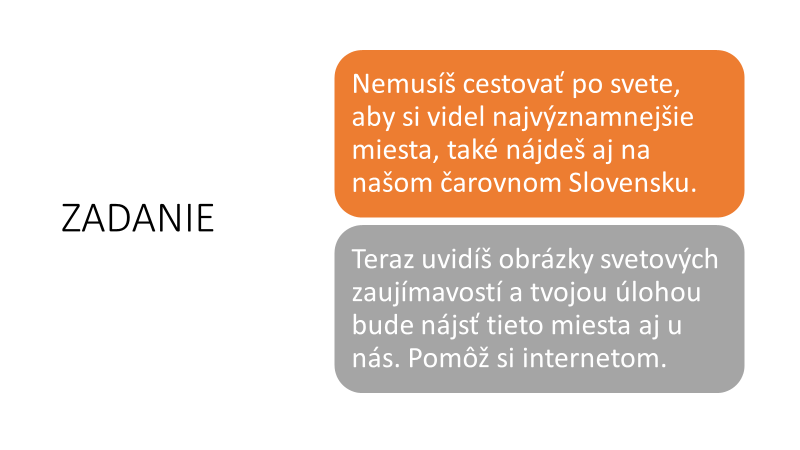 ZADANIE
Nemusíš cestovať po svete,
aby si videl najvýznamnejšie
miesta, také nájdeš aj na
našom čarovnom Slovensku.
Teraz uvidíš obrázky svetových
zaujímavostí a tvojou úlohou
bude nájsť tieto miesta aj u
nás. Pomôž si internetom.